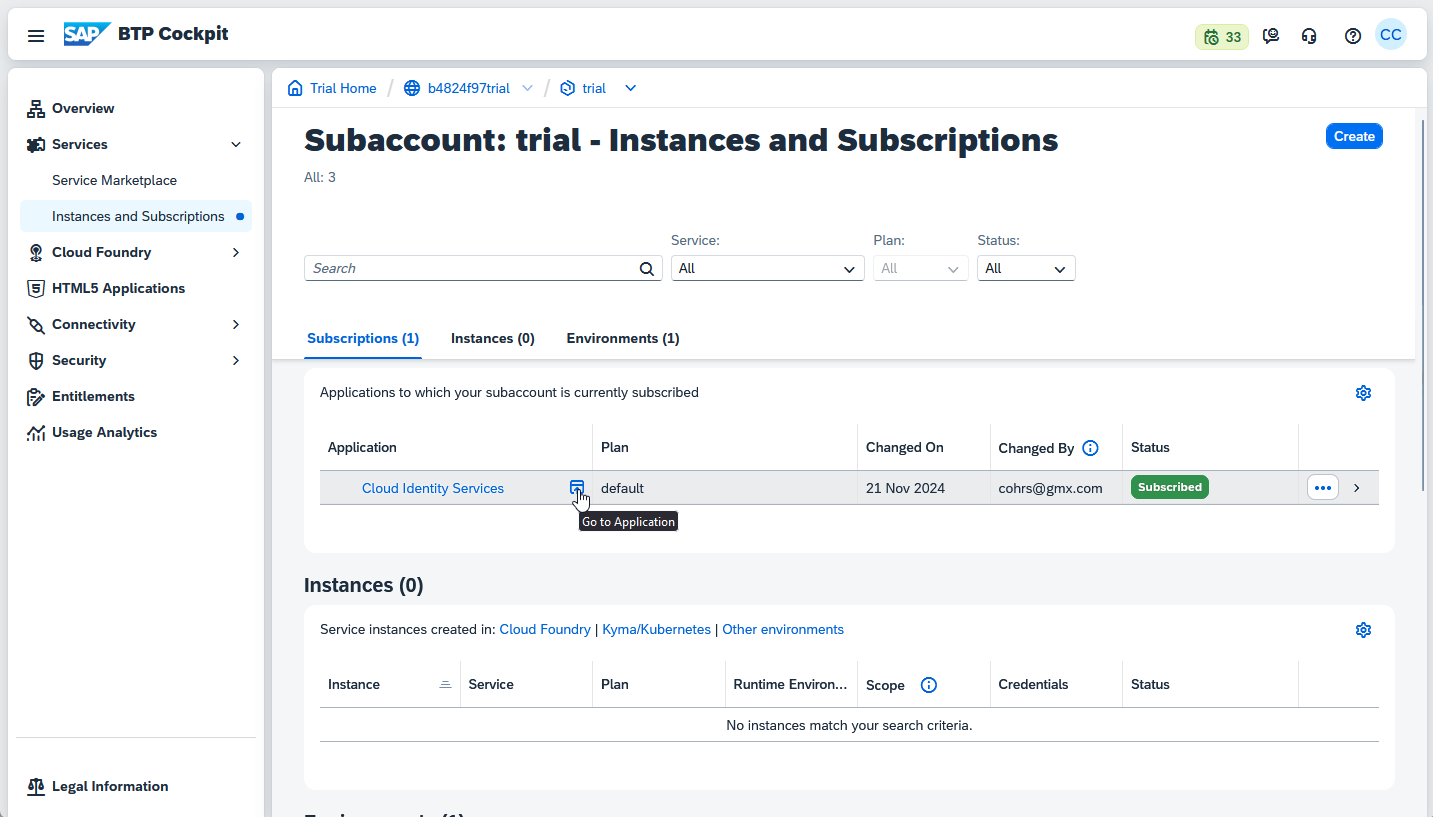 SAP BTP Cockpit
33
CC
Overview
Services
Service Marketplace
Instances and Subscriptions
Cloud Foundry
HTML5 Applications
Connectivity
Security
Entitlements
Usage Analytics
Legal Information
Trial Home / b4824f97trial / trial
Subaccount: trial - Instances and Subscriptions
Create
All: 3
Service: Plan: Status:
Search All All All
Subscriptions (1) Instances (0) Environments (1)
Applications to which your subaccount is currently subscribed
Application Plan Changed On Changed By Status
Cloud Identity Services default 21 Nov 2024 cohrs@gmx.com Subscribed
Go to Application
Instances (0)
Service instances created in: Cloud Foundry | Kyma/Kubernetes | Other environments
Instance Service Plan Runtime Environ... Scope Credentials Status
No instances match your search criteria.